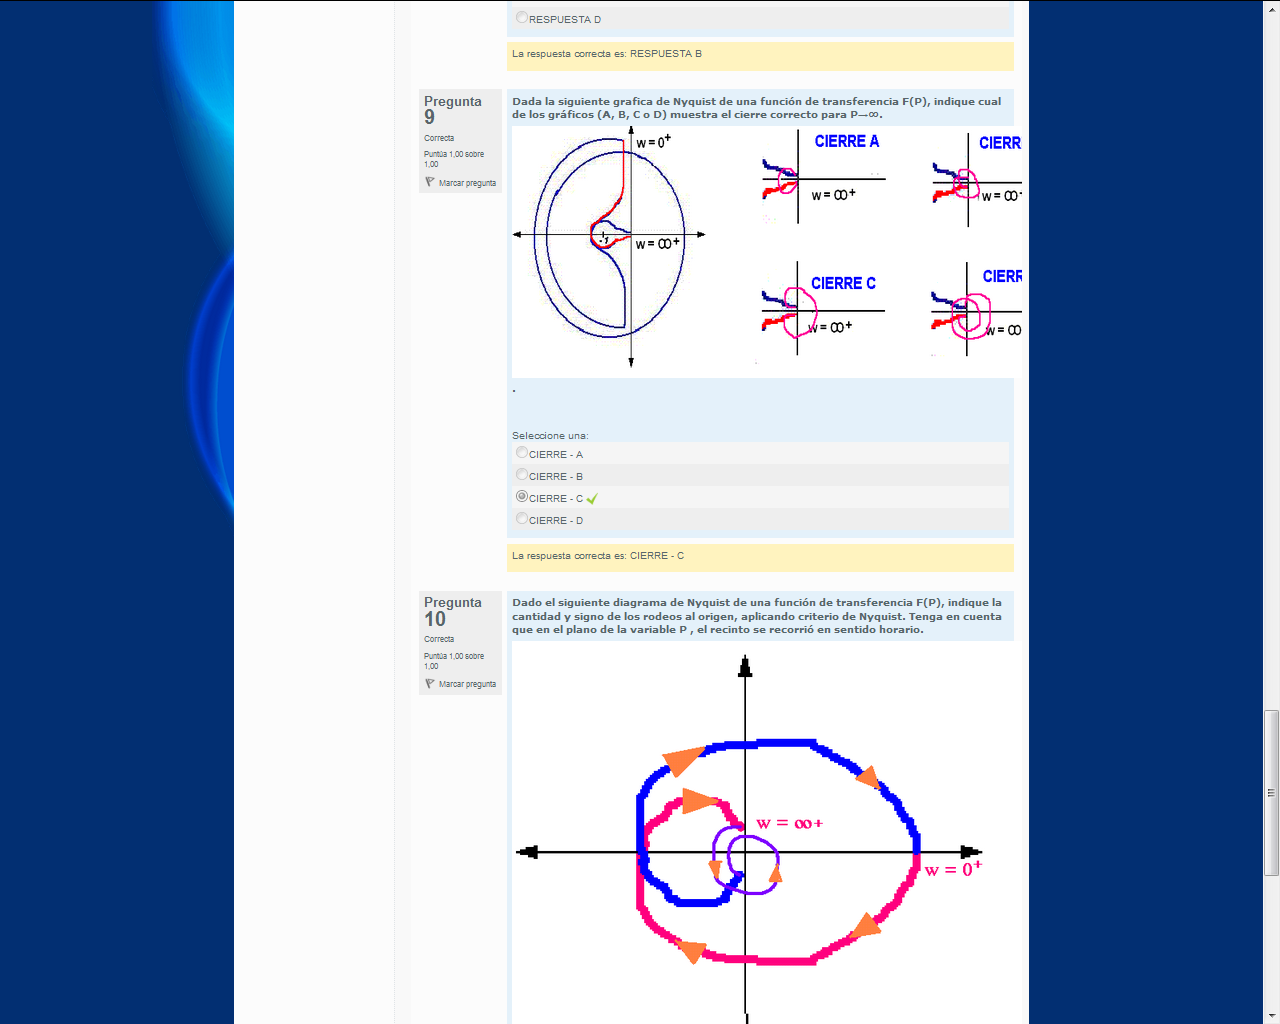 RESPUESTA D
La respuesta correcta es: RESPUESTA B
Pregunta
9
Correcta
Puntúa 1,00 sobre
1,00
Marcar pregunta
Dada la siguiente grafica de Nyquist de una función de transferencia F(P), indique cual
de los gráficos (A, B, C o D) muestra el cierre correcto para P→∞.
w = 0+
-1
w = ∞+
CIERRE A
w = ∞+
CIERR
w = ∞+
CIERRE C
w = ∞+
CIERR
w = ∞
.
Seleccione una:
CIERRE - A
CIERRE - B
CIERRE - C
CIERRE - D
La respuesta correcta es: CIERRE - C
Pregunta
10
Correcta
Puntúa 1,00 sobre
1,00
Marcar pregunta
Dado el siguiente diagrama de Nyquist de una función de transferencia F(P), indique la
cantidad y signo de los rodeos al origen, aplicando criterio de Nyquist. Tenga en cuenta
que en el plano de la variable P , el recinto se recorrió en sentido horario.
w = ∞+
w = 0+